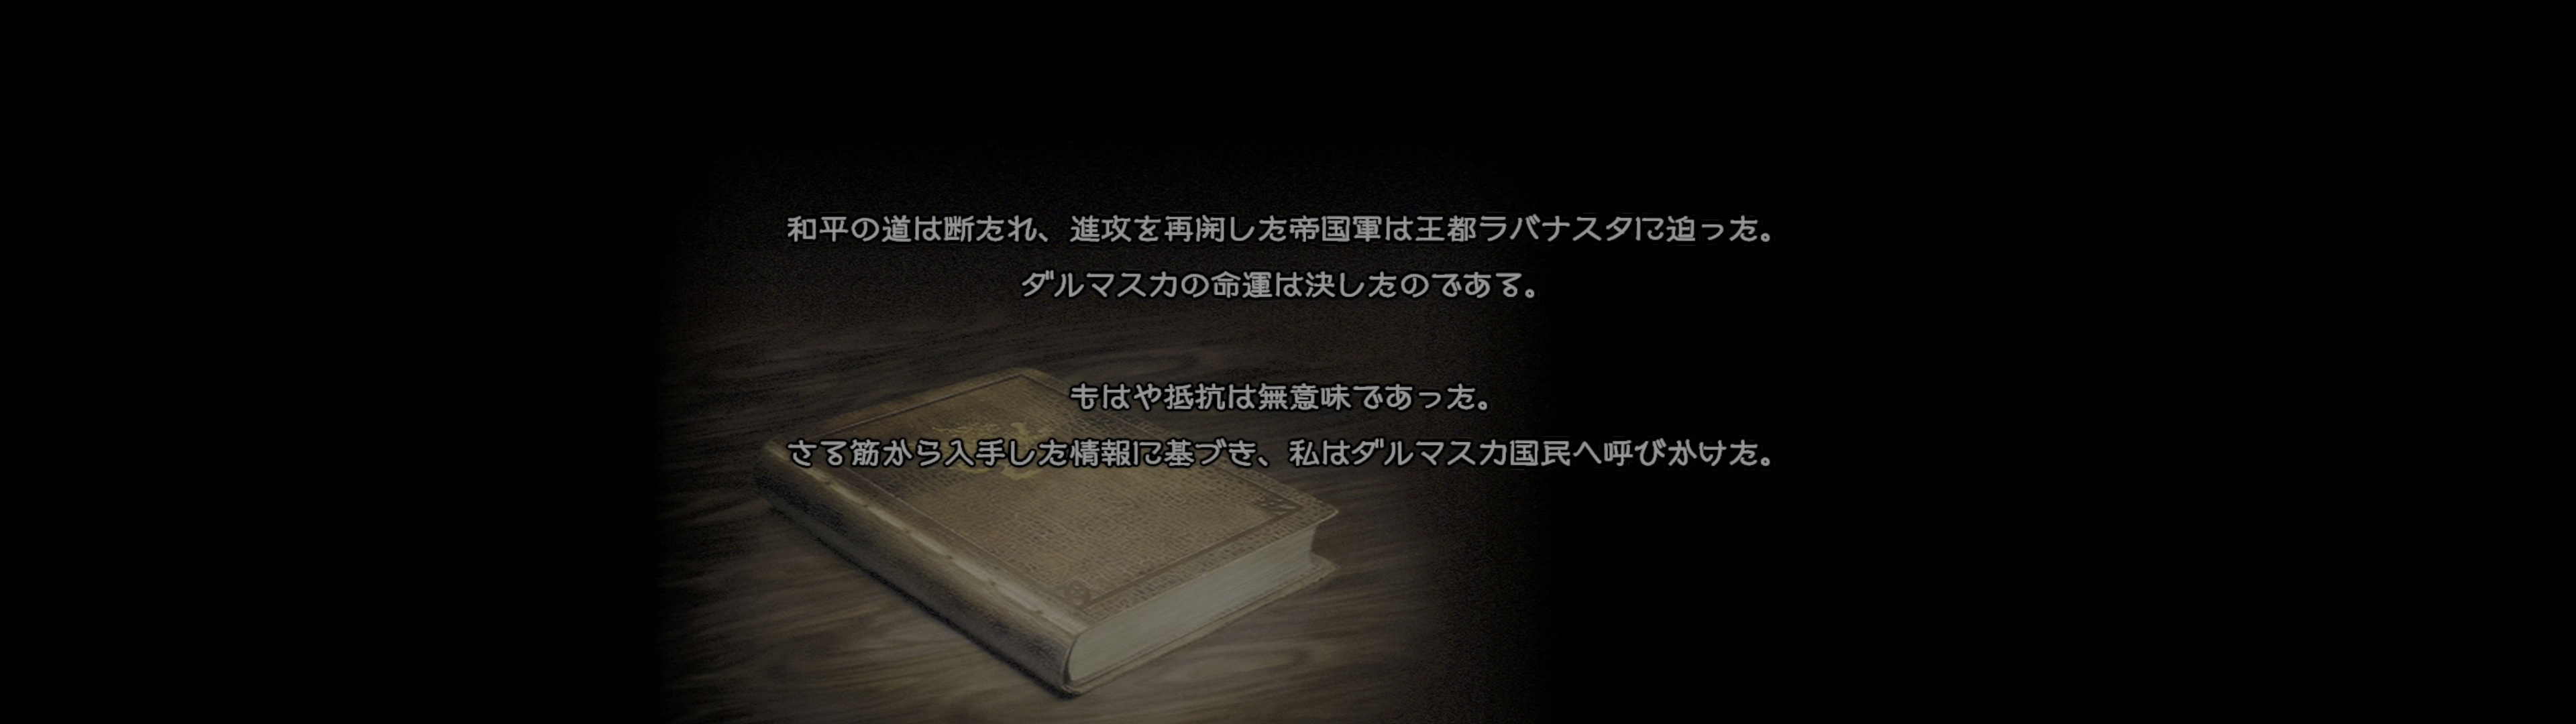 和平の道は断たれ、進攻を再開した帝国軍は王都ラバナスタに迫った。
ダルマスカの命運は決したのである。
もはや抵抗は無意味であった。
さる筋から入手した情報に基づき、私はダルマスカ国民へ呼びかけた。